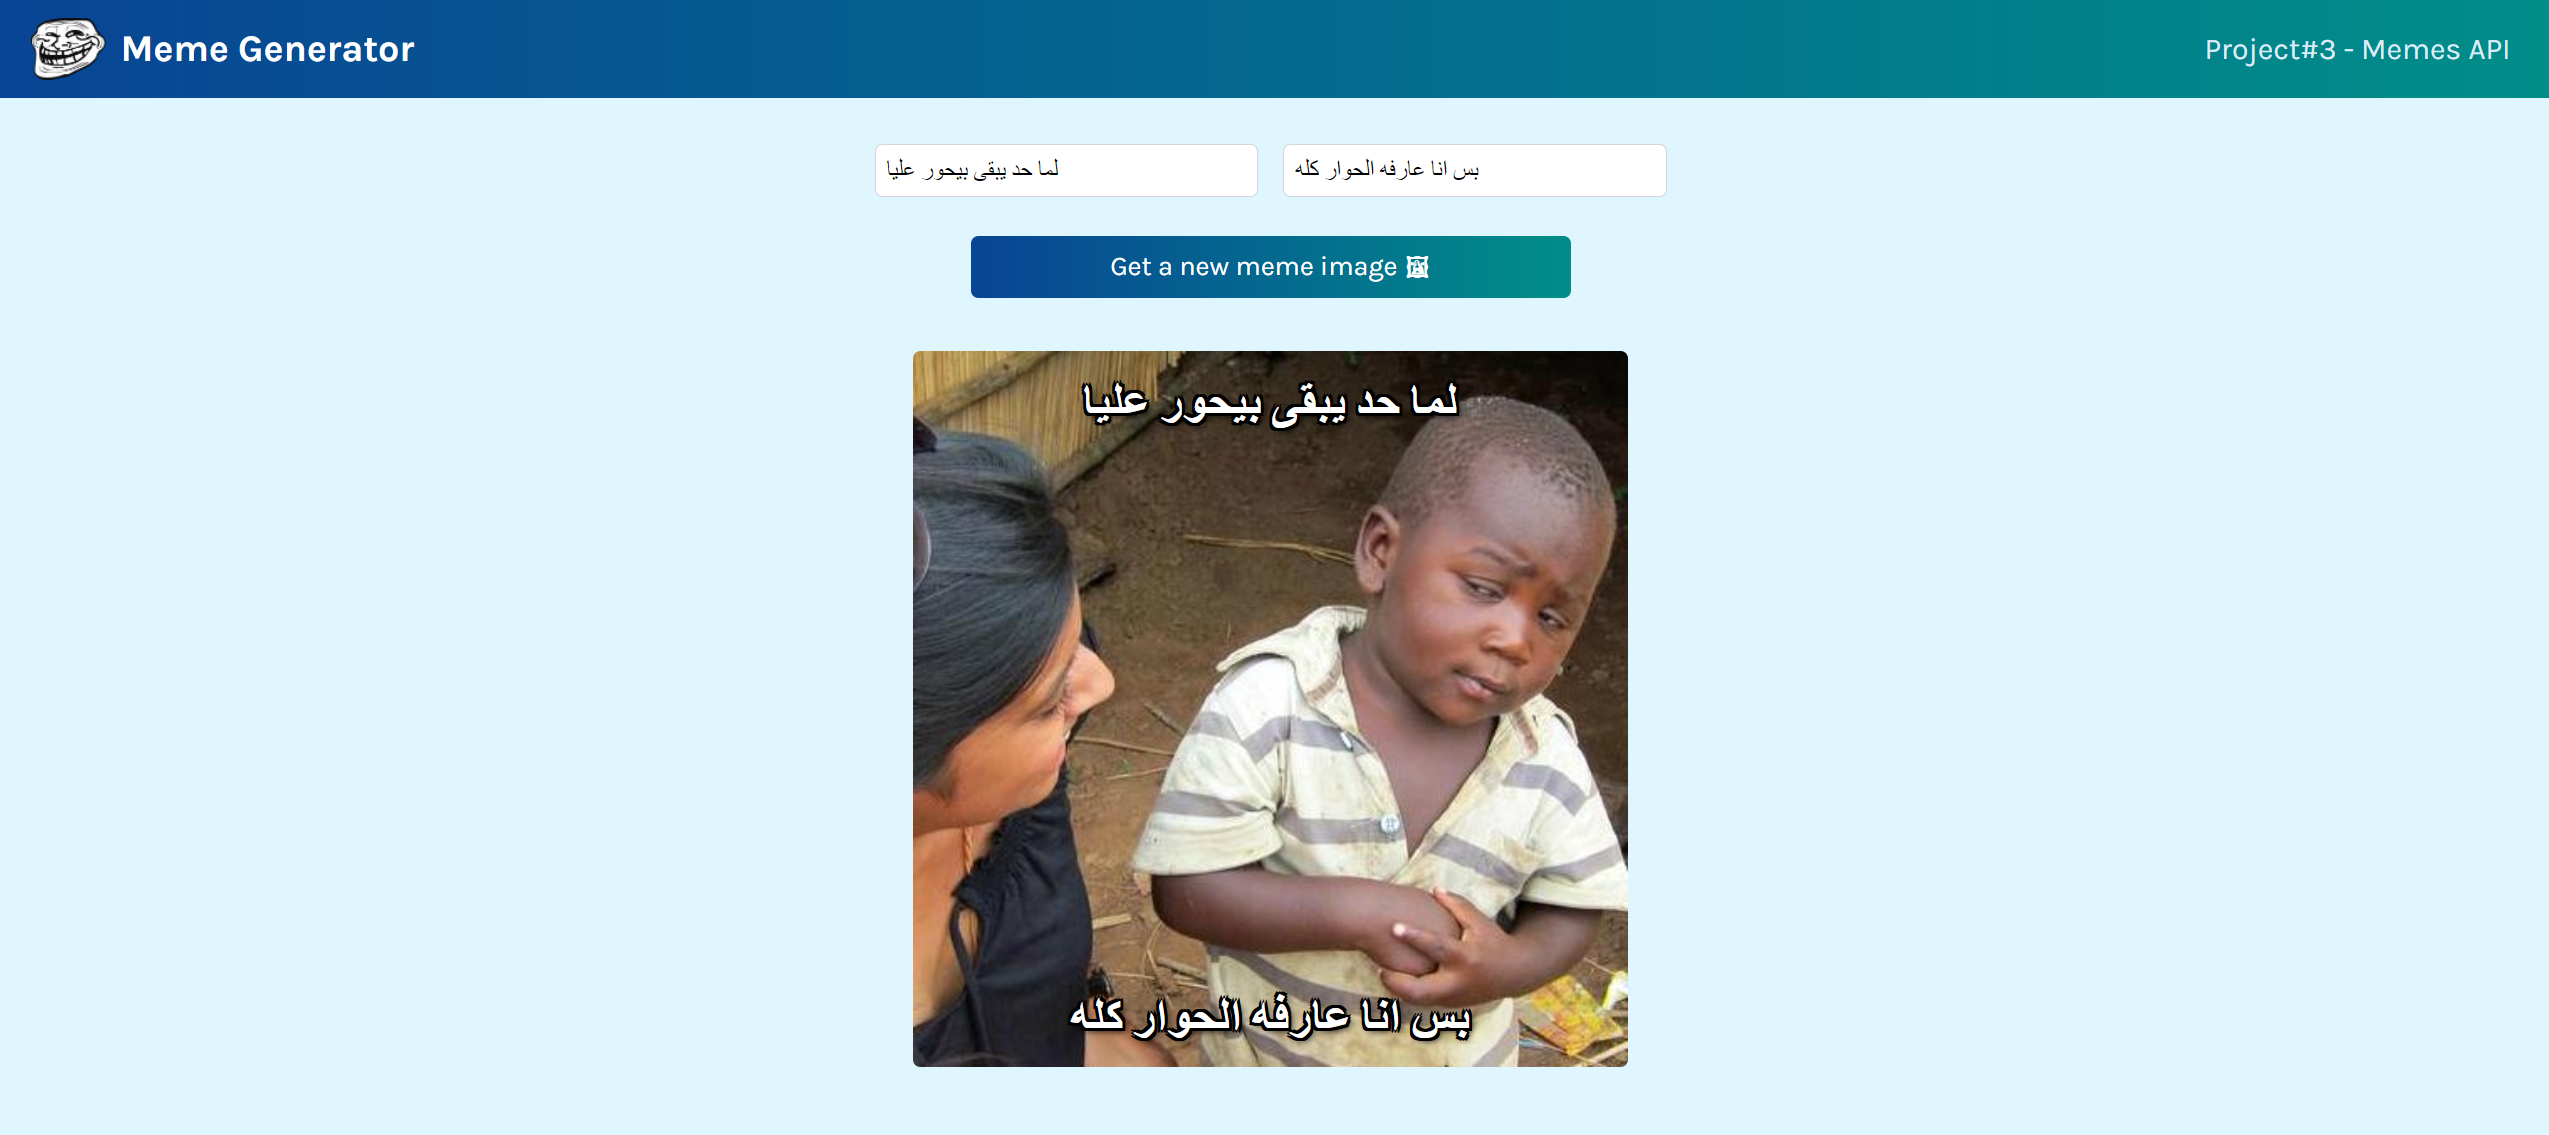 Meme Generator
Project#3 - Memes API
لما حد يبقى بيحور عليا
بس انا عارفه الحوار كله
Get a new meme image 🖼
لما حد يبقى بيحور عليا
بس انا عارفه الحوار كله